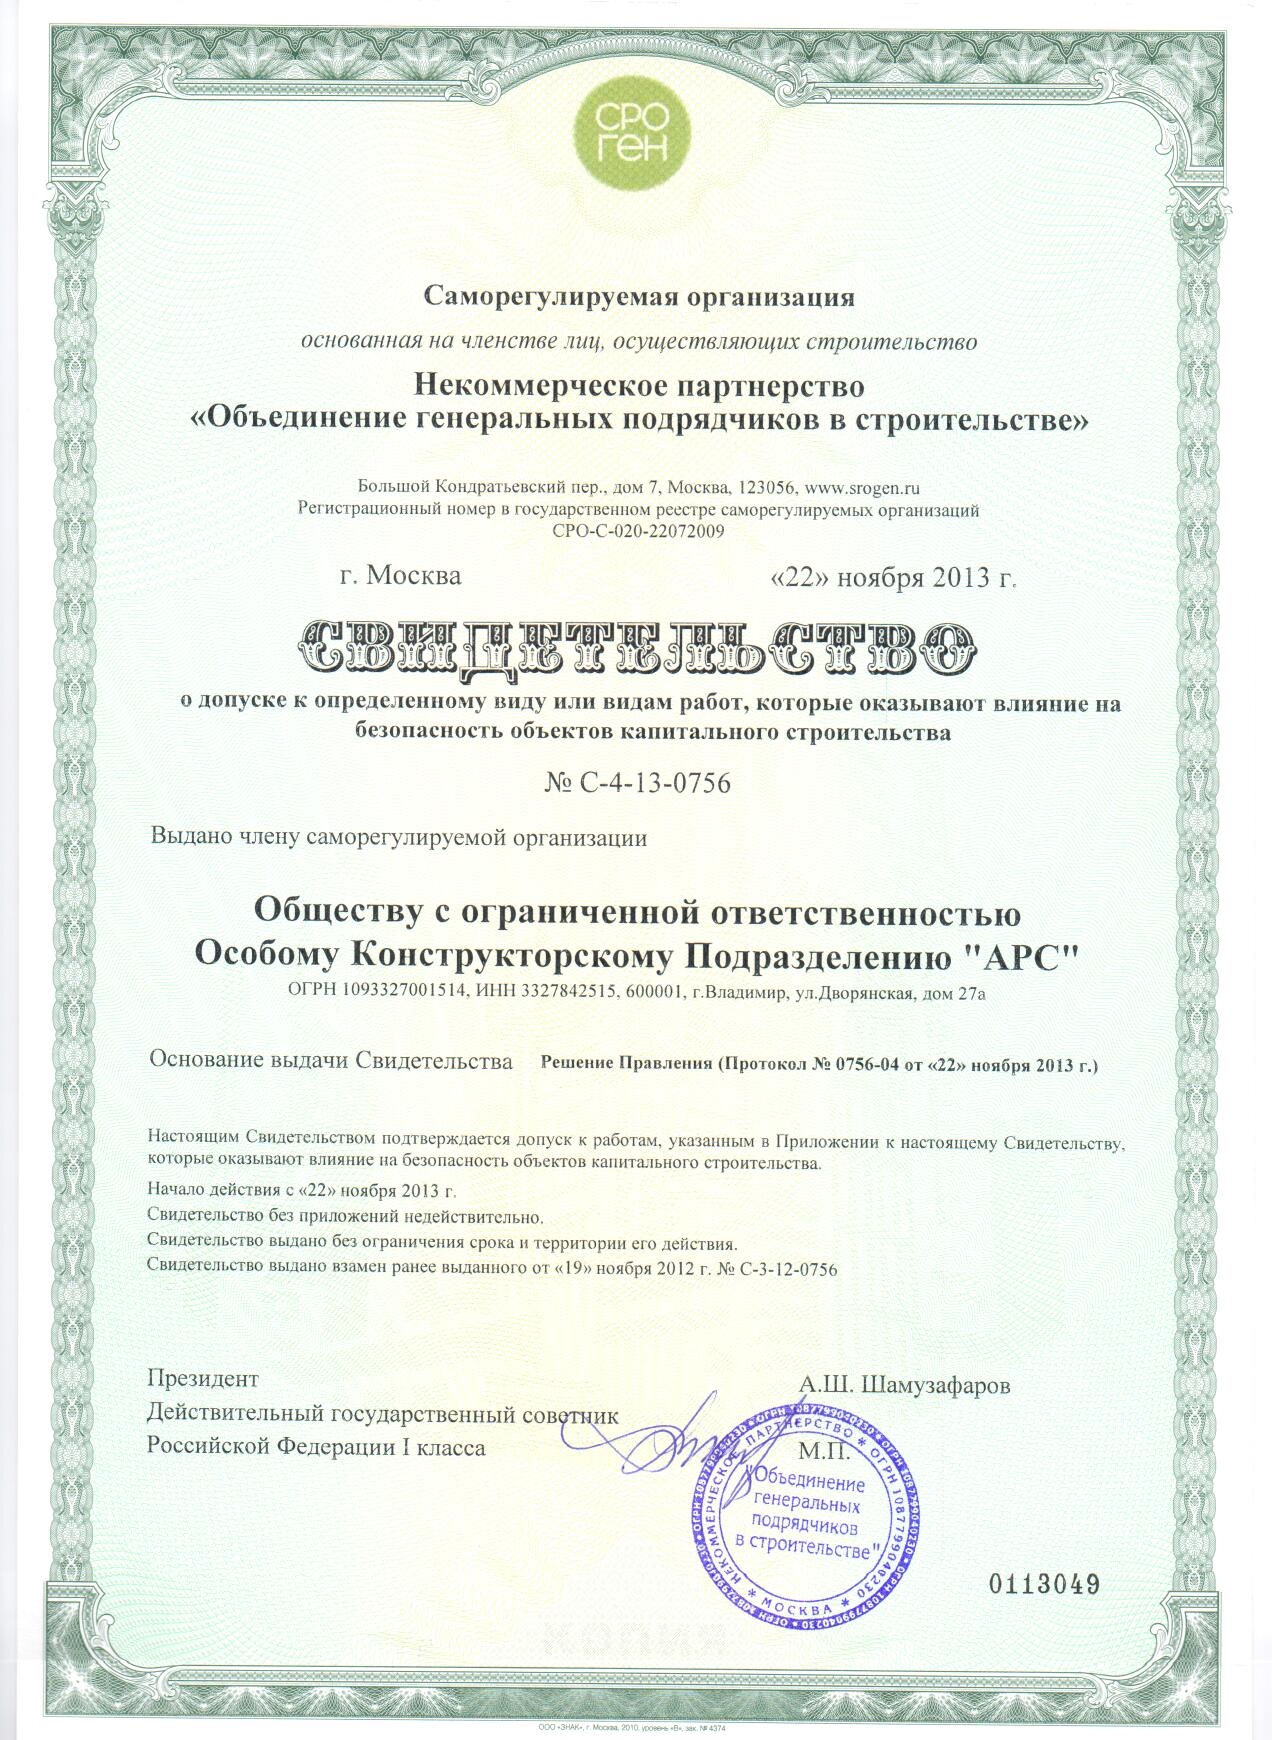 СРО
ГЕН
Саморегулируемая организация
основанная на членстве лиц, осуществляющих строительство
Некоммерческое партнерство
«Объединение генеральных подрядчиков в строительстве»
Большой Кондратьевский пер., дом 7, Москва, 123056, www.srogen.ru
Регистрационный номер в государственном реестре саморегулируемых организаций
СРО-С-020-22072009
г. Москва «22» ноября 2013 г.
СВИДЕТЕЛЬСТВО
о допуске к определенному виду или видам работ, которые оказывают влияние на
безопасность объектов капитального строительства
№ С-4-13-0756
Выдано члену саморегулируемой организации
Обществу с ограниченной ответственностью
Особому Конструкторскому Подразделению "АРС"
ОГРН 1093327001514, ИНН 3327842515, 600001, г.Владимир, ул.Дворянская, дом 27а
Основание выдачи Свидетельства Решение Правления (Протокол № 0756-04 от «22» ноября 2013 г.)
Настоящим Свидетельством подтверждается допуск к работам, указанным в Приложении к настоящему Свидетельству,
которые оказывают влияние на безопасность объектов капитального строительства.
Начало действия с «22» ноября 2013 г.
Свидетельство без приложений недействительно.
Свидетельство выдано без ограничения срока и территории его действия.
Свидетельство выдано взамен ранее выданного от «19» ноября 2012 г. № С-3-12-0756
Президент А.Ш. Шамузафаров
Действительный государственный советник
Российской Федерации I класса М.П.
НЕКОММЕРЧЕСКОЕ ПАРТНЕРСТВО * ОГРН 1087799040230 * МОСКВА *
"Объединение
генеральных
подрядчиков
в строительстве"
0113049
ООО «ЗНАК», г. Москва, 2010, уровень «В», зак. № 4374